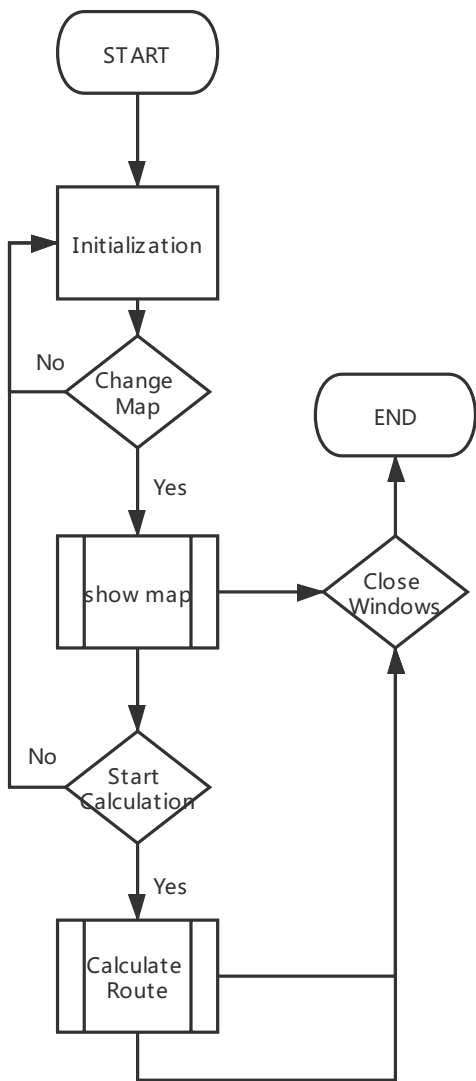 START
Initialization
No
Change
Map
Yes
END
show map
Close
Windows
No
Start
Calculation
Yes
Calculate
Route